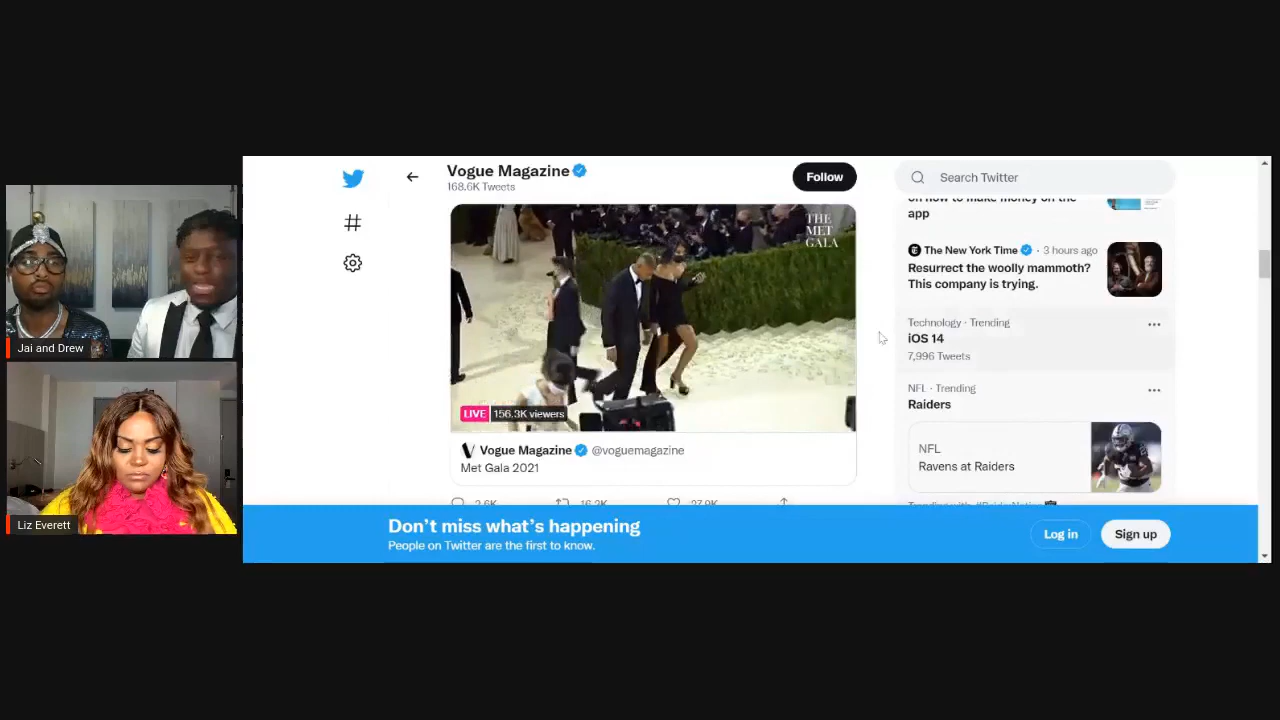 Jai and Drew
Liz Everett
Vogue Magazine
168.6K Tweets
Follow
THE
MET
GALA
LIVE 156.3K viewers
Vogue Magazine @voguemagazine
Met Gala 2021
Search Twitter
on how to make money on the
app
The New York Time · 3 hours ago
Resurrect the woolly mammoth?
This company is trying.
Technology · Trending
iOS 14
7,996 Tweets
NFL · Trending
Raiders
NFL
Ravens at Raiders
Trending with #RaiderNation
Don't miss what's happening
People on Twitter are the first to know.
Log in
Sign up